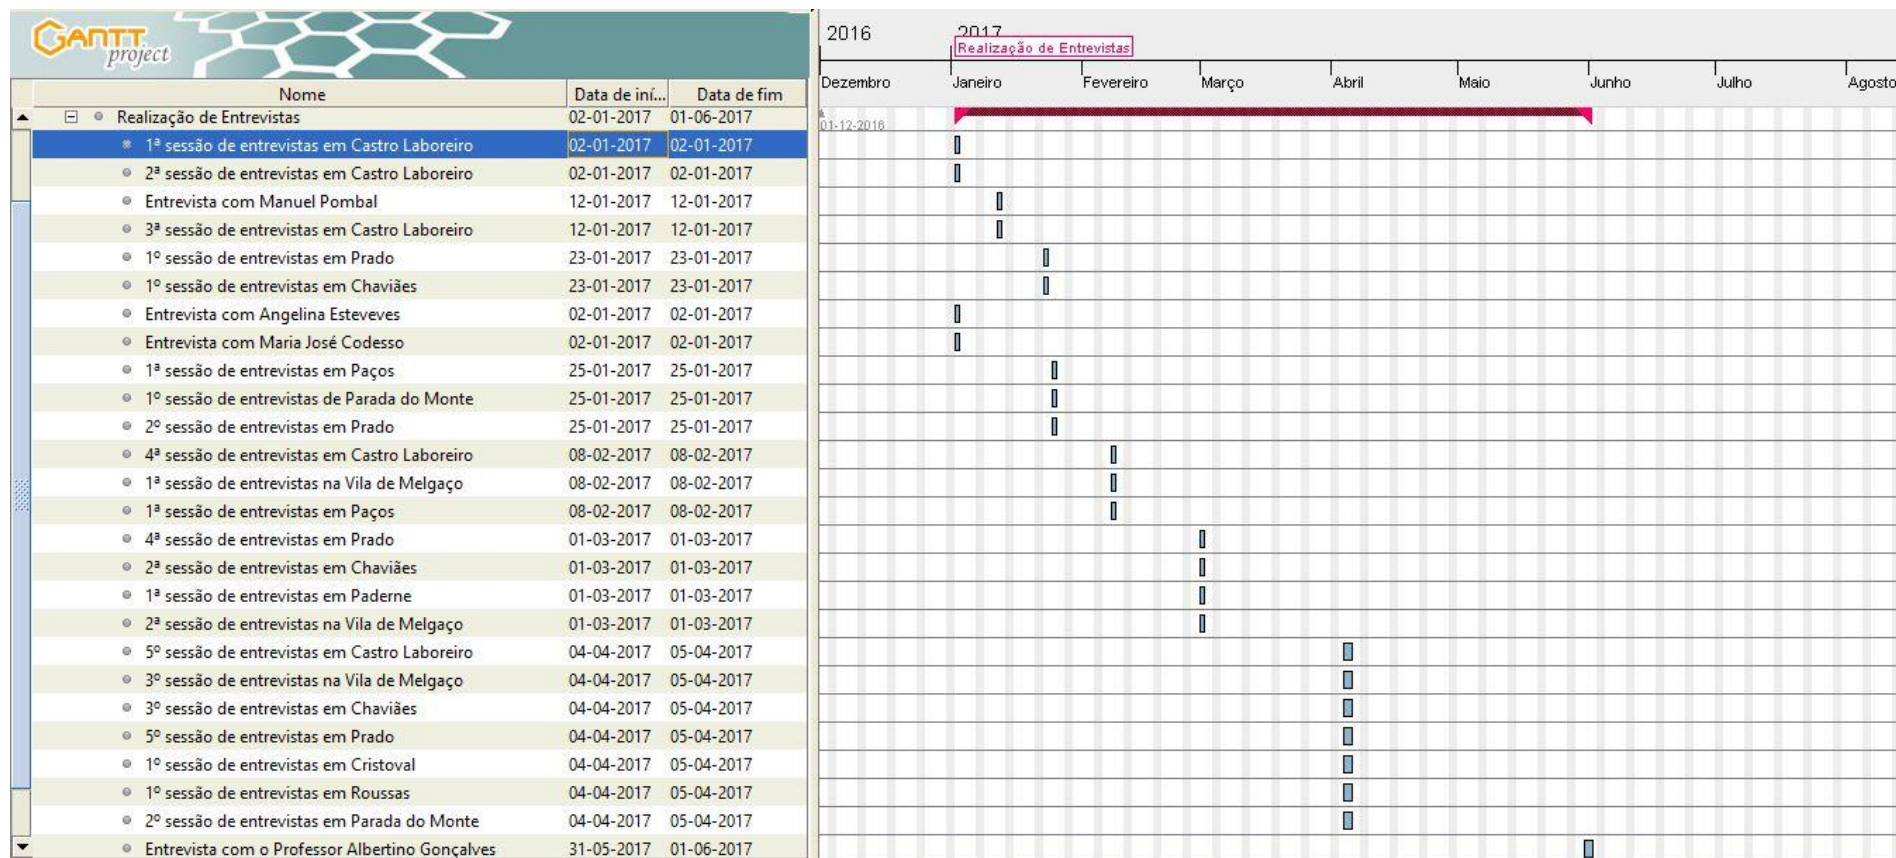 GANTT
project
2016 2017
Realização de Entrevistas
Dezembro Janeiro Fevereiro Março Abril Maio Junho Julho Agosto
01-12-2016
Nome Data de iní... Data de fim
Realização de Entrevistas 02-01-2017 01-06-2017
1ª sessão de entrevistas em Castro Laboreiro 02-01-2017 02-01-2017
2ª sessão de entrevistas em Castro Laboreiro 02-01-2017 02-01-2017
Entrevista com Manuel Pombal 12-01-2017 12-01-2017
3ª sessão de entrevistas em Castro Laboreiro 12-01-2017 12-01-2017
1º sessão de entrevistas em Prado 23-01-2017 23-01-2017
1º sessão de entrevistas em Chaviães 23-01-2017 23-01-2017
Entrevista com Angelina Esteveves 02-01-2017 02-01-2017
Entrevista com Maria José Codesso 02-01-2017 02-01-2017
1ª sessão de entrevistas em Paços 25-01-2017 25-01-2017
1º sessão de entrevistas de Parada do Monte 25-01-2017 25-01-2017
2º sessão de entrevistas em Prado 25-01-2017 25-01-2017
4ª sessão de entrevistas em Castro Laboreiro 08-02-2017 08-02-2017
1ª sessão de entrevistas na Vila de Melgaço 08-02-2017 08-02-2017
1ª sessão de entrevistas em Paços 08-02-2017 08-02-2017
4ª sessão de entrevistas em Prado 01-03-2017 01-03-2017
2ª sessão de entrevistas em Chaviães 01-03-2017 01-03-2017
1ª sessão de entrevistas em Paderne 01-03-2017 01-03-2017
2ª sessão de entrevistas na Vila de Melgaço 01-03-2017 01-03-2017
5º sessão de entrevistas em Castro Laboreiro 04-04-2017 05-04-2017
3º sessão de entrevistas na Vila de Melgaço 04-04-2017 05-04-2017
3º sessão de entrevistas em Chaviães 04-04-2017 05-04-2017
5º sessão de entrevistas em Prado 04-04-2017 05-04-2017
1º sessão de entrevistas em Cristoval 04-04-2017 05-04-2017
1º sessão de entrevistas em Roussas 04-04-2017 05-04-2017
2º sessão de entrevistas em Parada do Monte 04-04-2017 05-04-2017
Entrevista com o Professor Albertino Gonçalves 31-05-2017 01-06-2017